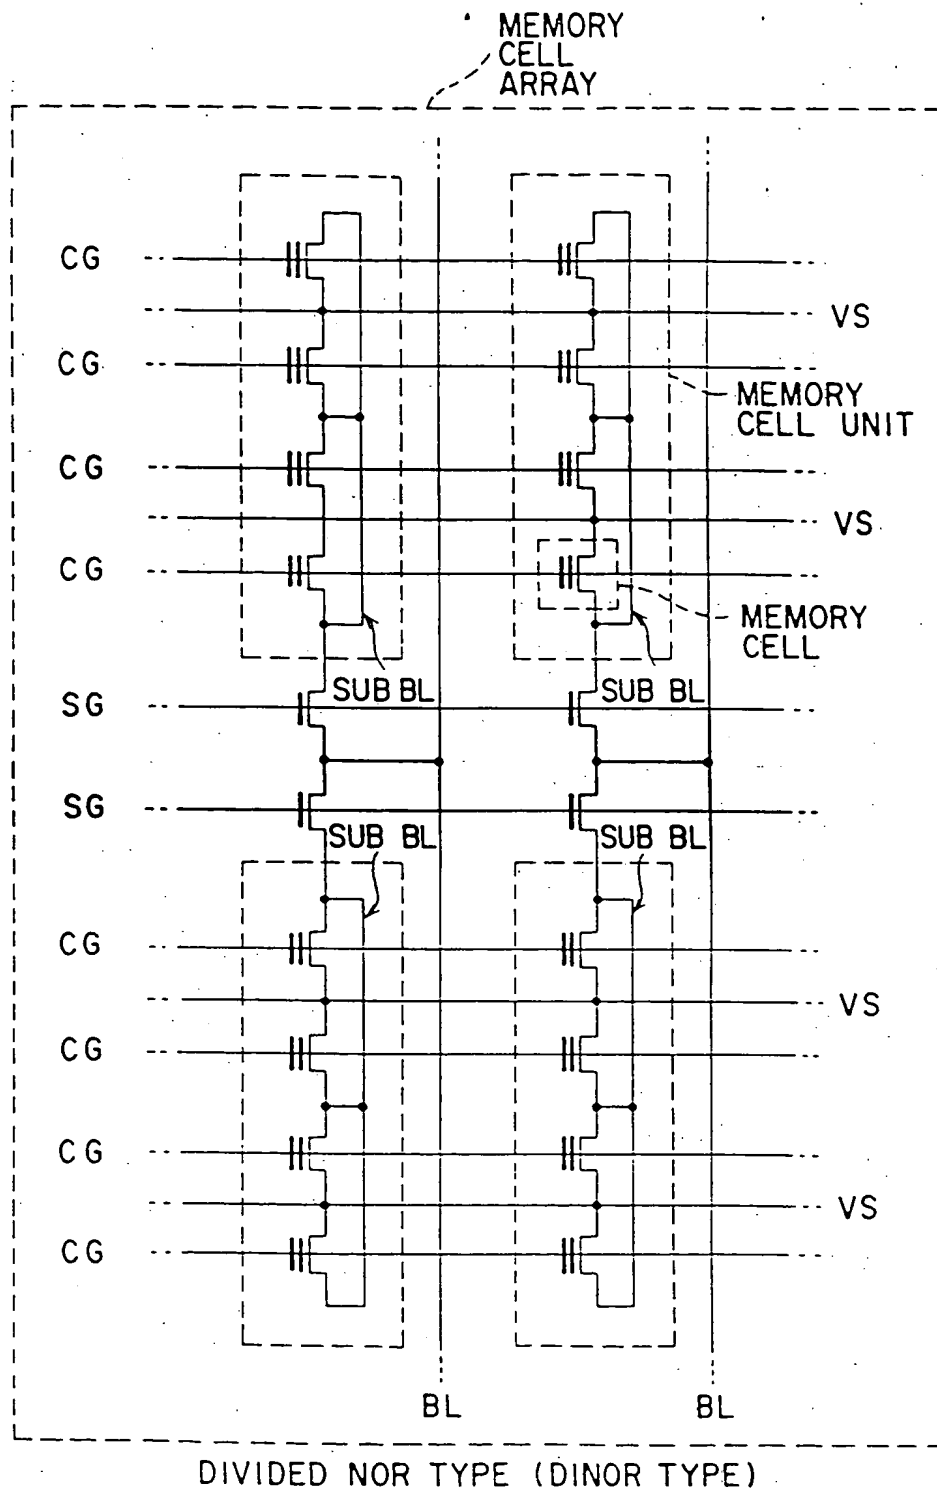 MEMORY
CELL
ARRAY
CG
VS
CG
MEMORY
CELL UNIT
CG
VS
CG
MEMORY
CELL
SUB BL
SUB BL
SG
SG
SUB BL
SUB BL
CG
VS
CG
CG
VS
CG
BL
BL
DIVIDED NOR TYPE (DINOR TYPE)